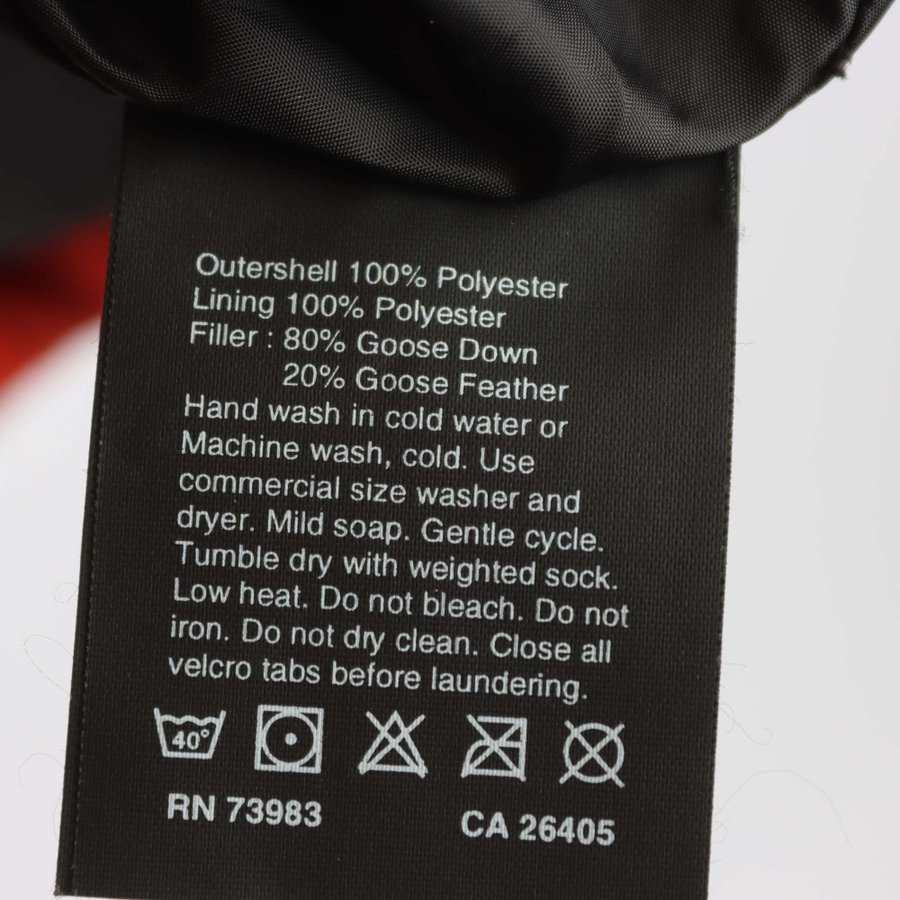 Outershell 100% Polyester
Lining 100% Polyester
Filler : 80% Goose Down
20% Goose Feather
Hand wash in cold water or
Machine wash, cold. Use
commercial size washer and
dryer. Mild soap. Gentle cycle.
Tumble dry with weighted sock.
Low heat. Do not bleach. Do not
iron. Do not dry clean. Close all
velcro tabs before laundering.
40°
RN 73983 CA 26405